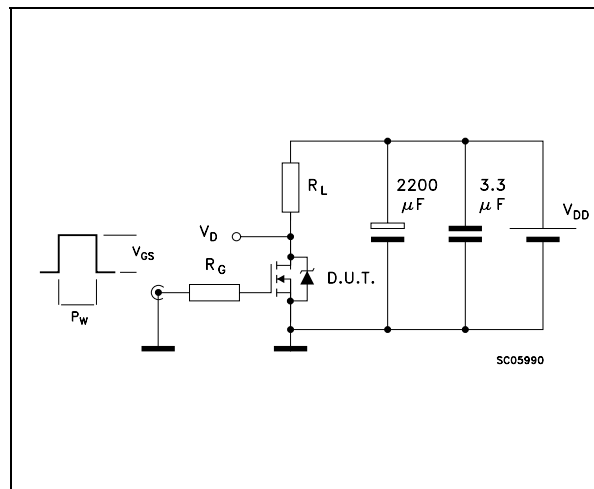 R_L
2200
μF
3.3
μF
V_DD
V_D
V_GS
R_G
D.U.T.
P_W
SC05990